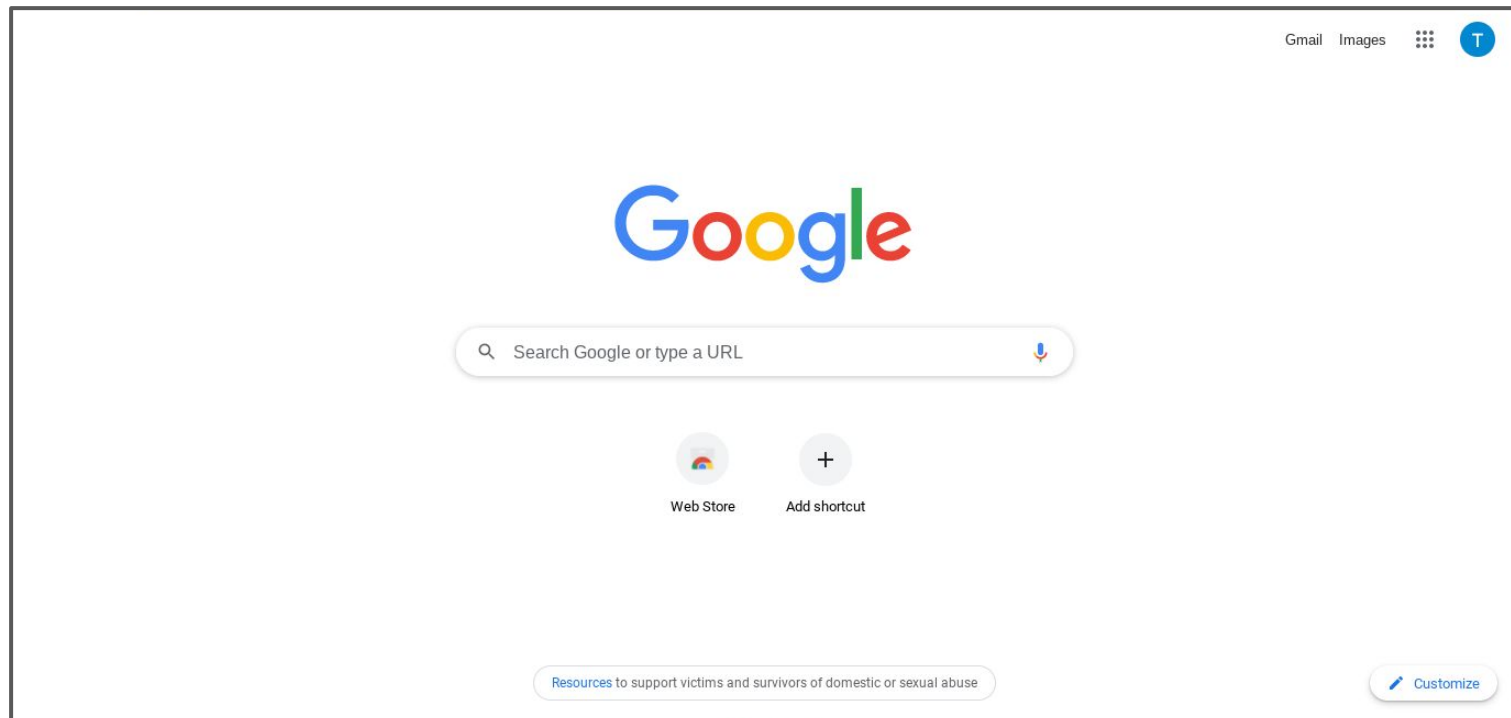 Gmail Images
T
Google
Search Google or type a URL
Web Store Add shortcut
Resources to support victims and survivors of domestic or sexual abuse
Customize